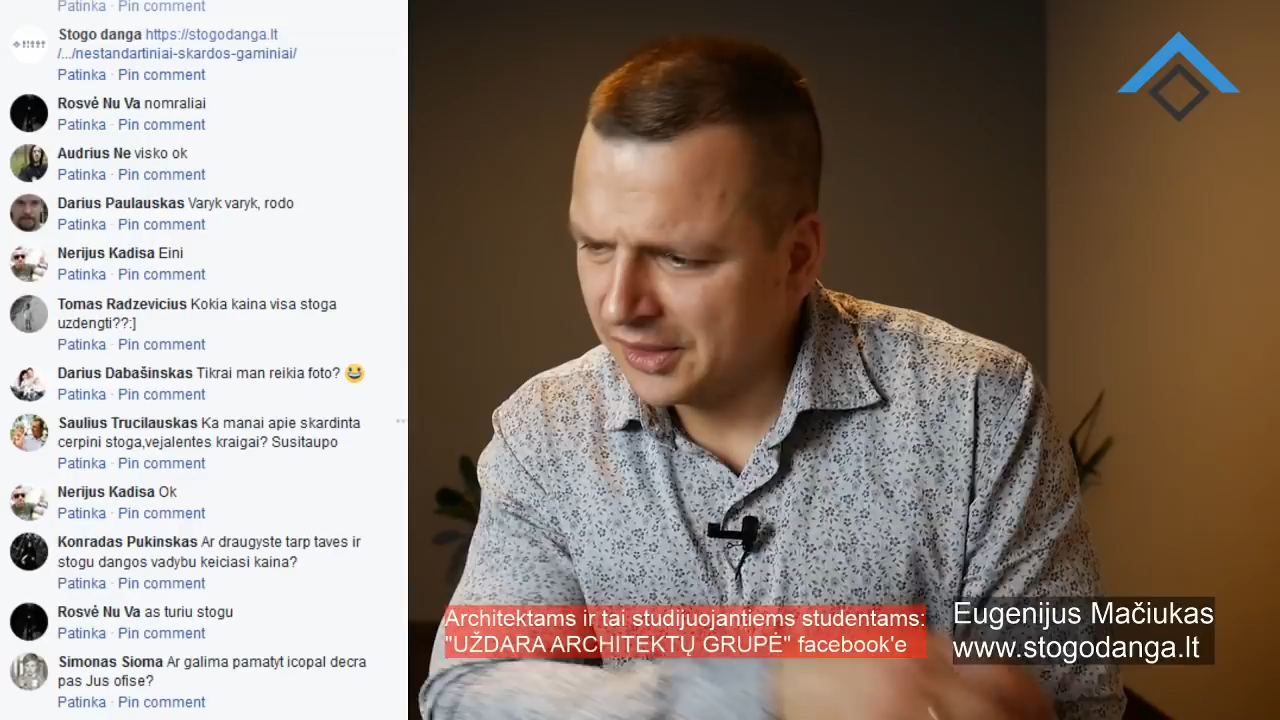 Patinka · Pin comment
Stogo danga https://stogodanga.lt
/.../nestandartiniai-skardos-gaminiai/
Patinka · Pin comment
Rosvė Nu Va nomraliai
Patinka · Pin comment
Audrius Ne visko ok
Patinka · Pin comment
Darius Paulauskas Varyk varyk, rodo
Patinka · Pin comment
Nerijus Kadisa Eini
Patinka · Pin comment
Tomas Radzevicius Kokia kaina visa stoga
uzdengti??:]
Patinka · Pin comment
Darius Dabašinskas Tikrai man reikia foto? 😀
Patinka · Pin comment
Saulius Trucilauskas Ka manai apie skardinta
cerpini stoga,vejalentes kraigai? Susitaupo
Patinka · Pin comment
Nerijus Kadisa Ok
Patinka · Pin comment
Konradas Pukinskas Ar draugyste tarp taves ir
stogu dangos vadybu keiciasi kaina?
Patinka · Pin comment
Rosvė Nu Va as turiu stogu
Patinka · Pin comment
Simonas Sioma Ar galima pamatyt icopal decra
pas Jus ofise?
Patinka · Pin comment
Architektams ir tai studijuojantiems studentams:
"UŽDARA ARCHITEKTŲ GRUPĖ" facebook'e
Eugenijus Mačiukas
www.stogodanga.lt